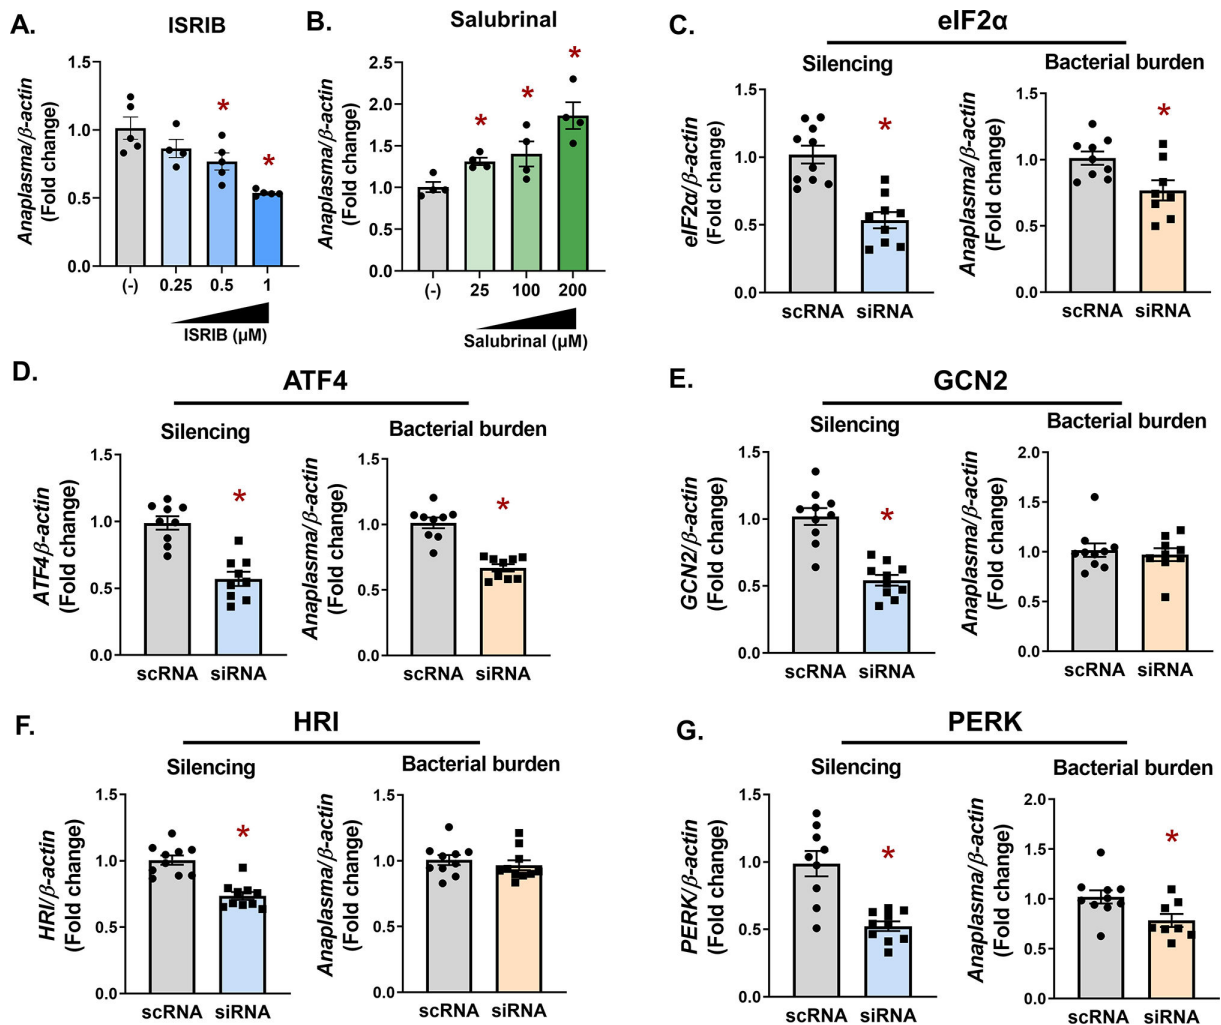 A.
ISRIB
Anaplasma/β-actin
(Fold change)
1.5
1.0
0.5
0.0
*
*
(-)
0.25
0.5
1
ISRIB (µM)
B.
Salubrinal
Anaplasma/β-actin
(Fold change)
2.5
2.0
1.5
1.0
0.5
0.0
*
*
*
(-)
25
100
200
Salubrinal (µM)
C.
eIF2α
Silencing
eIF2α/β-actin
(Fold change)
1.5
1.0
0.5
0.0
*
scRNA
siRNA
Bacterial burden
Anaplasma/β-actin
(Fold change)
1.5
1.0
0.5
0.0
*
scRNA
siRNA
D.
ATF4
Silencing
ATF4β-actin
(Fold change)
1.5
1.0
0.5
0.0
*
scRNA
siRNA
Bacterial burden
Anaplasma/β-actin
(Fold change)
1.5
1.0
0.5
0.0
*
scRNA
siRNA
E.
GCN2
Silencing
GCN2/β-actin
(Fold change)
1.5
1.0
0.5
0.0
*
scRNA
siRNA
Bacterial burden
Anaplasma/β-actin
(Fold change)
2.0
1.5
1.0
0.5
0.0
scRNA
siRNA
F.
HRI
Silencing
HRI/β-actin
(Fold change)
1.5
1.0
0.5
0.0
*
scRNA
siRNA
Bacterial burden
Anaplasma/β-actin
(Fold change)
1.5
1.0
0.5
0.0
scRNA
siRNA
G.
PERK
Silencing
PERK/β-actin
(Fold change)
1.5
1.0
0.5
0.0
*
scRNA
siRNA
Bacterial burden
Anaplasma/β-actin
(Fold change)
2.0
1.5
1.0
0.5
0.0
*
scRNA
siRNA